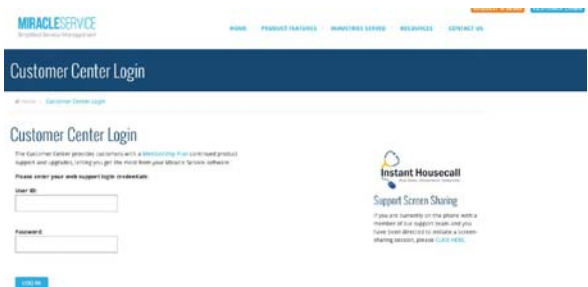 CUSTOMER LOGIN
MIRACLESERVICE
Simplified Service Management
HOME PRODUCT FEATURES INDUSTRIES SERVED RESOURCES CONTACT US
Customer Center Login
Home Customer Center Login
Customer Center Login
The Customer Center provides customers with a Membership Plan continued product
support and upgrades, letting you get the most from your Miracle Service software.
Please enter your web support login credentials:
User ID:
Password:
LOG IN
Instant Housecall
Support Screen Sharing
If you are currently on the phone with a
member of our support team and you
have been directed to initiate a screen-
sharing session, please CLICK HERE.